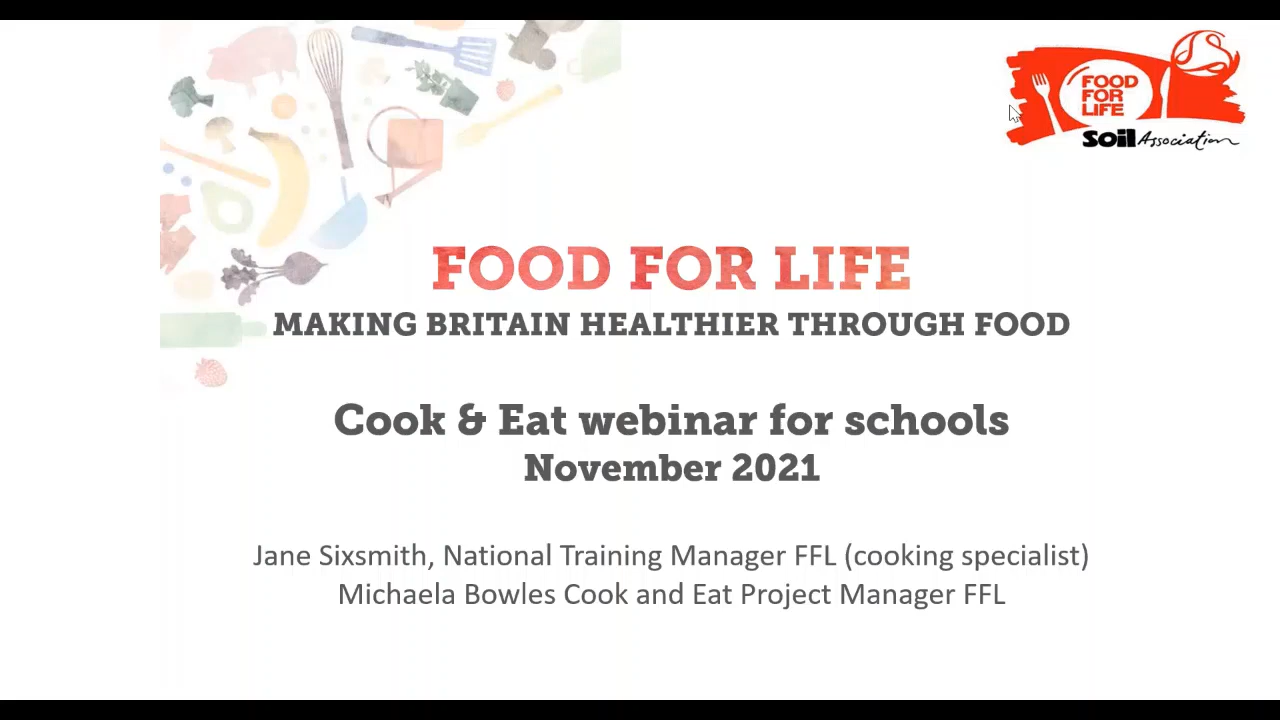 FOOD
FOR
LIFE
Soil Association
FOOD FOR LIFE
MAKING BRITAIN HEALTHIER THROUGH FOOD
Cook & Eat webinar for schools
November 2021
Jane Sixsmith, National Training Manager FFL (cooking specialist)
Michaela Bowles Cook and Eat Project Manager FFL